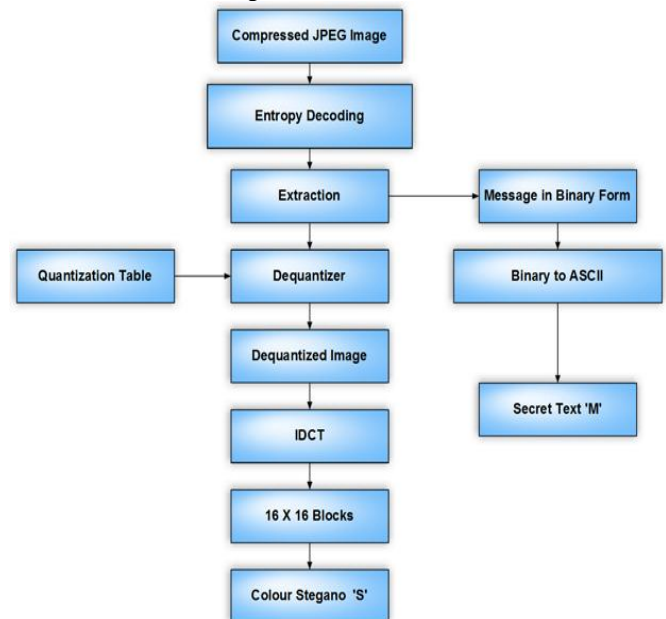 Compressed JPEG Image
Entropy Decoding
Extraction
Message in Binary Form
Quantization Table
Dequantizer
Binary to ASCII
Dequantized Image
Secret Text 'M'
IDCT
16 X 16 Blocks
Colour Stegano 'S'